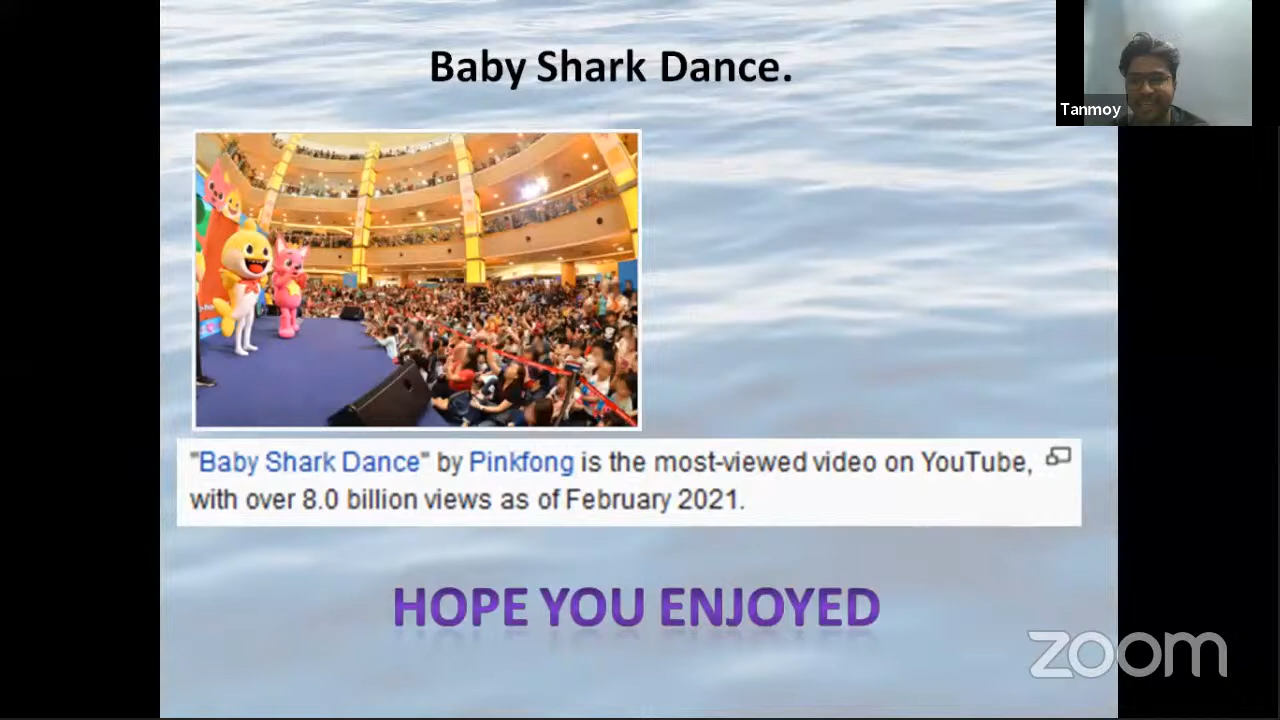 Baby Shark Dance.
Tanmoy
"Baby Shark Dance" by Pinkfong is the most-viewed video on YouTube,
with over 8.0 billion views as of February 2021.
HOPE YOU ENJOYED
zoom